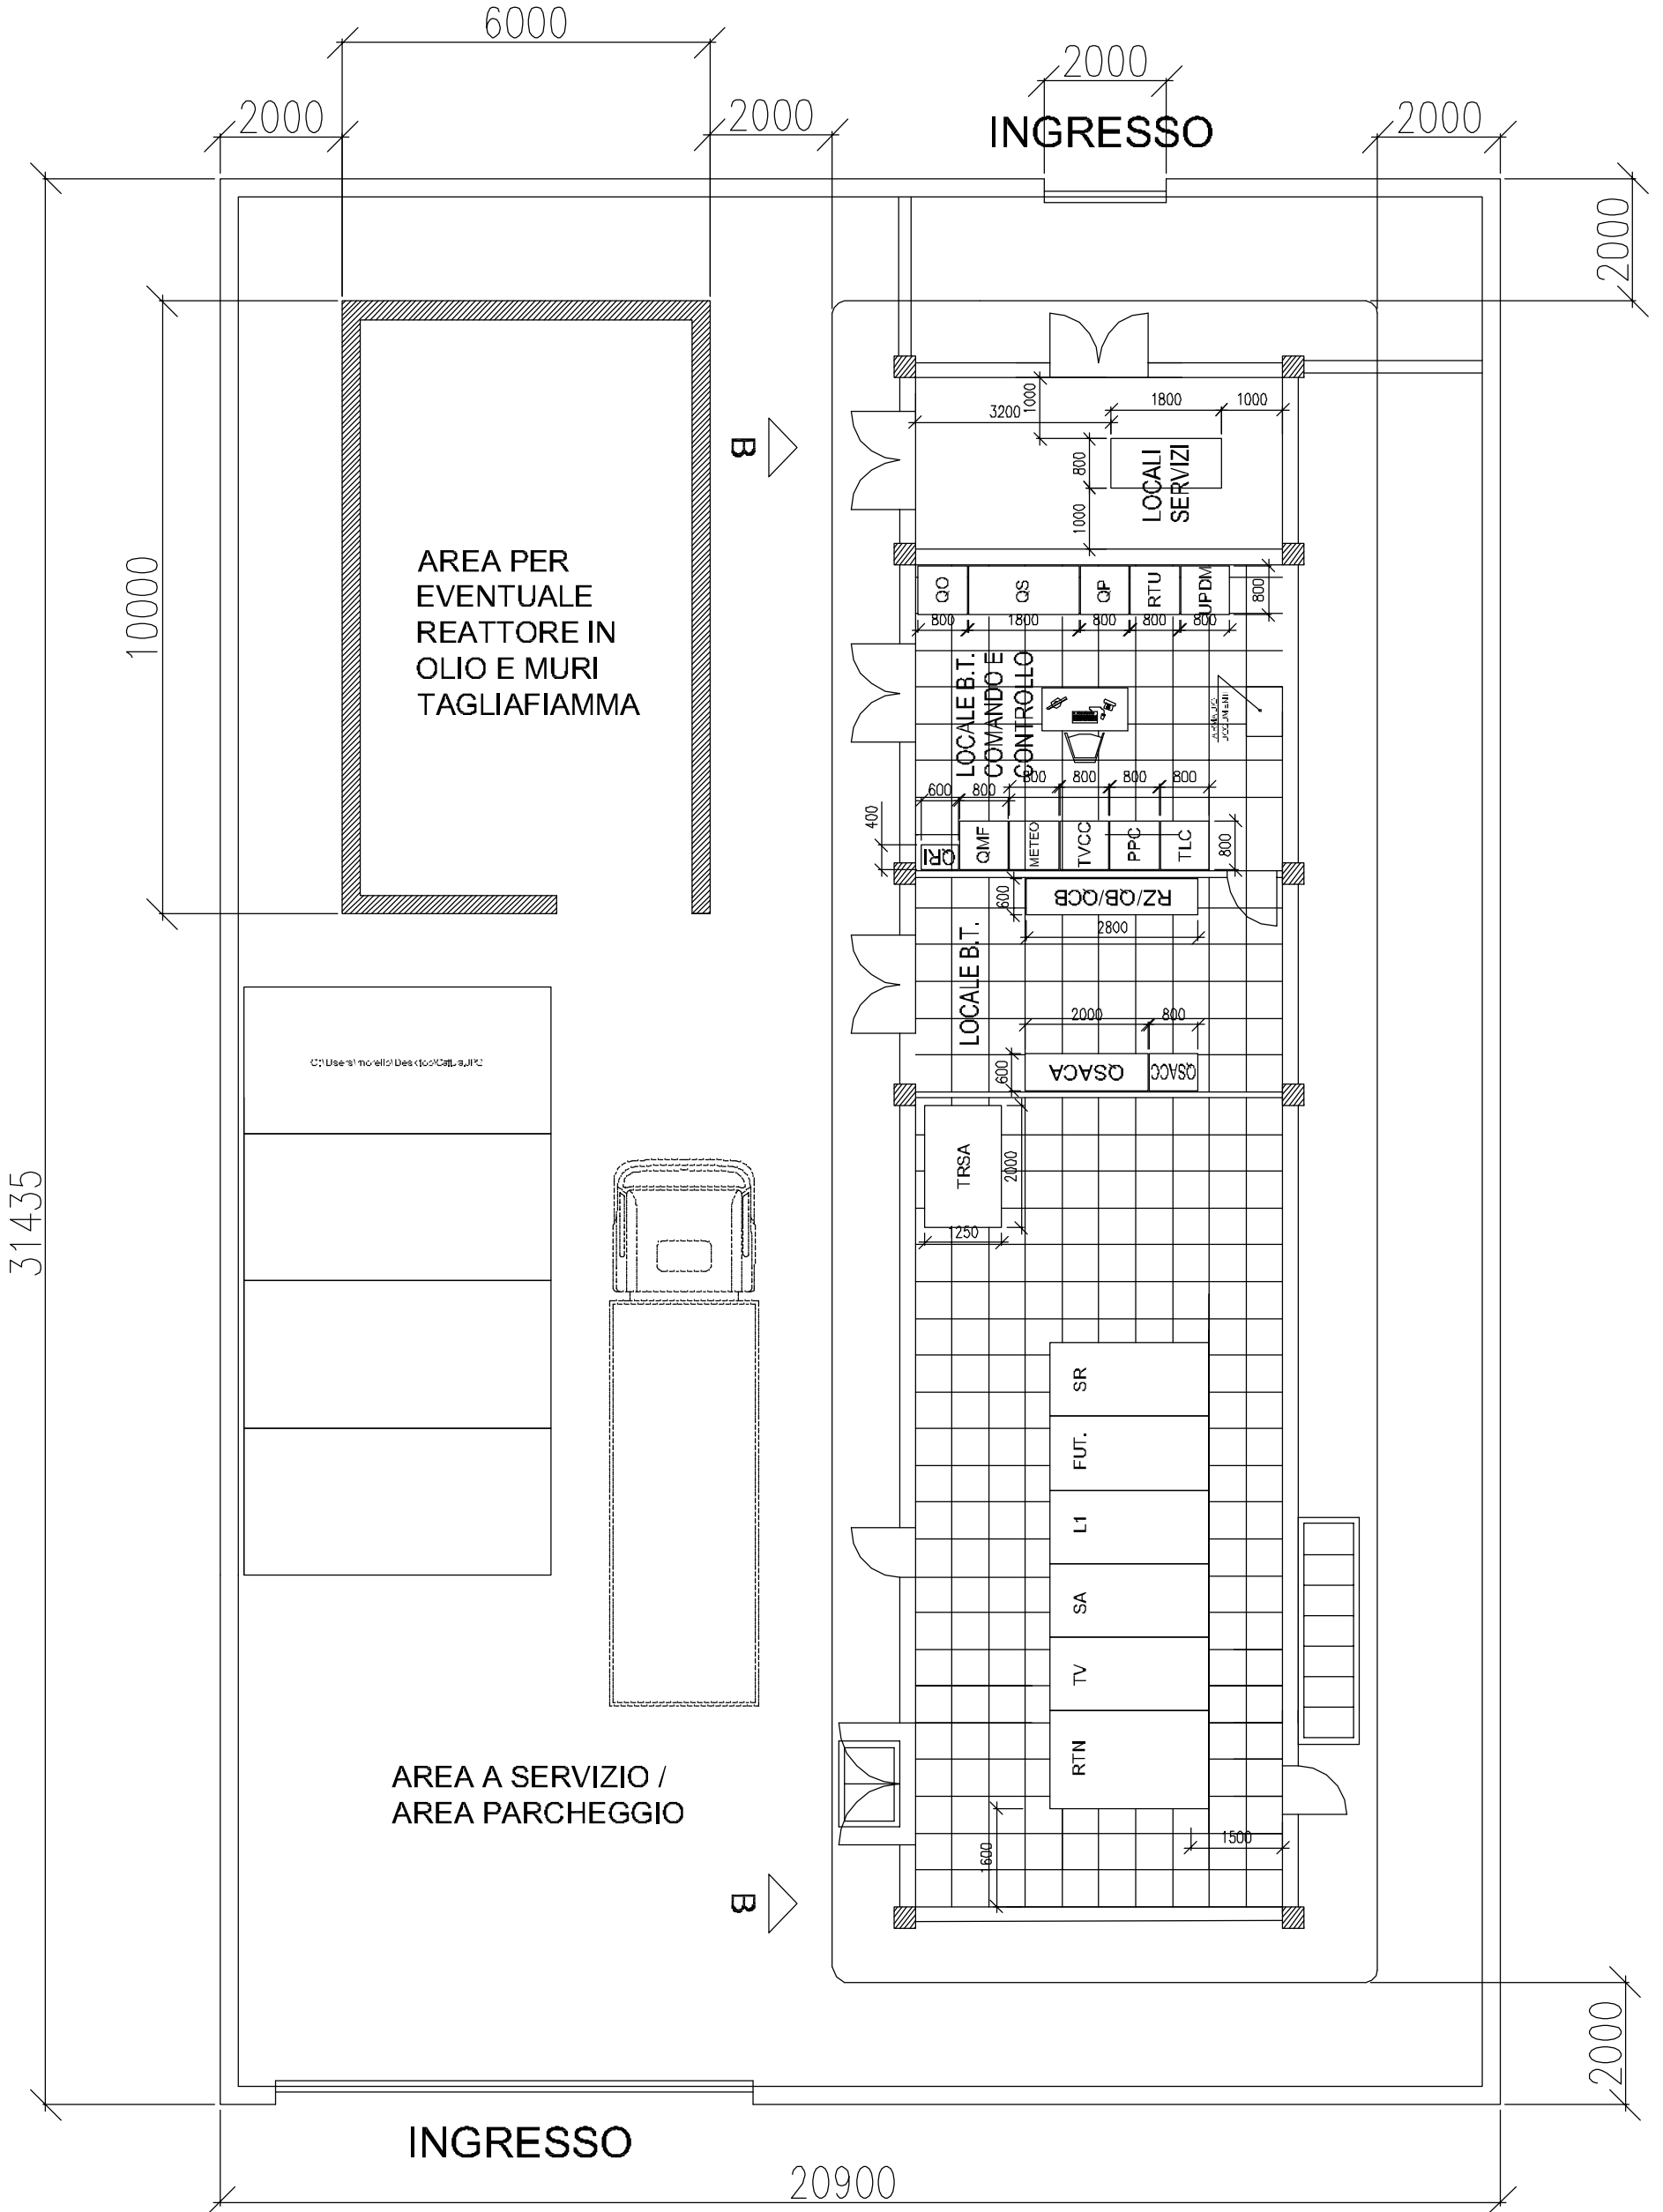 6000
2000
2000
2000
2000
INGRESSO
2000
10000
1000
3200
1800
1000
B
800
LOCALI
SERVIZI
1000
AREA PER
EVENTUALE
REATTORE IN
OLIO E MURI
TAGLIAFIAMMA
QO
QS
QP
RTU
UPDM
800
800
1800
800
800
800
LOCALE B.T.
COMANDO E
CONTROLLO
600
800
800
800
800
800
400
QRI
QMF
METEO
TVCC
PPC
TLC
800
600
RZ/QB/QCB
2800
LOCALE B.T.
2000
800
600
QSACA
QSACC
TRSA
2000
1250
31435
SR
FUT.
L1
SA
TV
RTN
AREA A SERVIZIO /
AREA PARCHEGGIO
1600
1500
B
2000
INGRESSO
20900